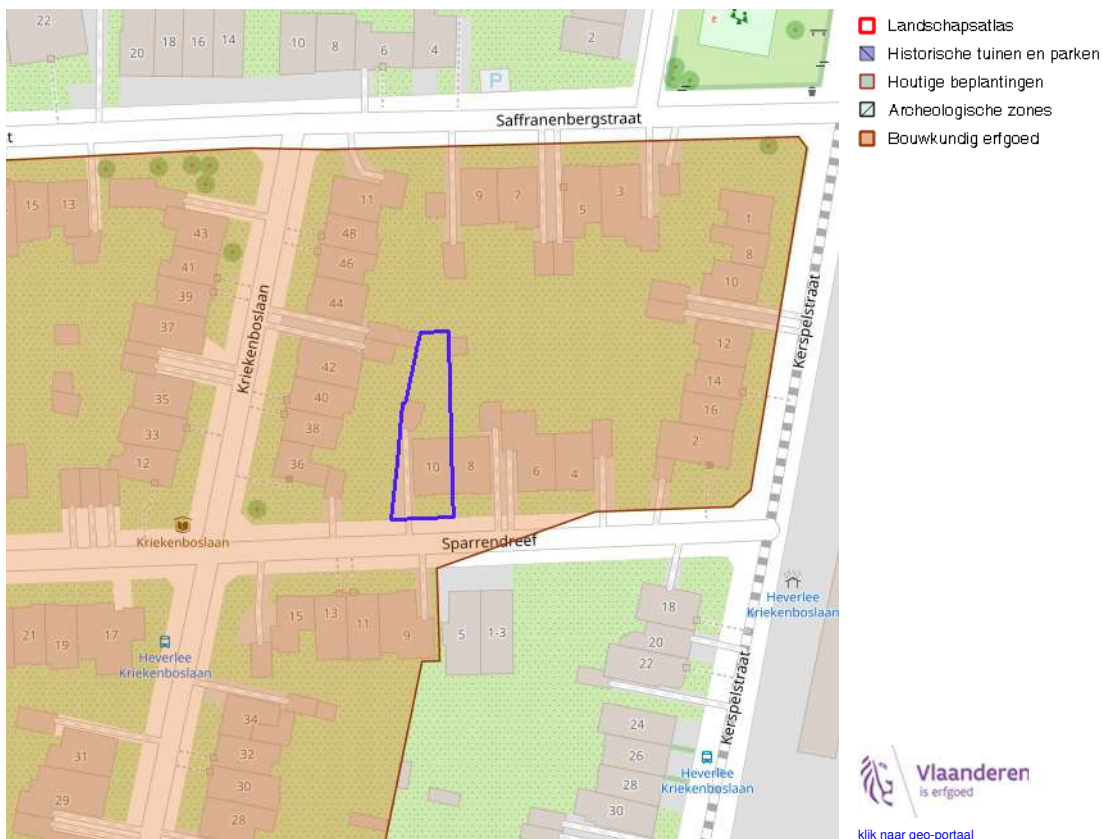 22
20 18 16 14
10 8 6 4
2
P
Saffranenbergstraat
t
15 13
11
9 7
5 3
1
43
48
8
41
46
10
39
44
37
12
42
14
35
40
16
33
38
2
12
36
10 8
6 4
Kriekenboslaan
Kerspelstraat
Kriekenboslaan
Sparrendreef
Heverlee
Kriekenboslaan
21 19 17
15 13 11 9
5 1-3
18
20
22
Heverlee
Kriekenboslaan
Kerspelstraat
34
32
30
28
31
29
24
26
28
30
Heverlee
Kriekenboslaan
Landschapsatlas
Historische tuinen en parken
Houtige beplantingen
Archeologische zones
Bouwkundig erfgoed
Vlaanderen
is erfgoed
klik naar geo-portaal